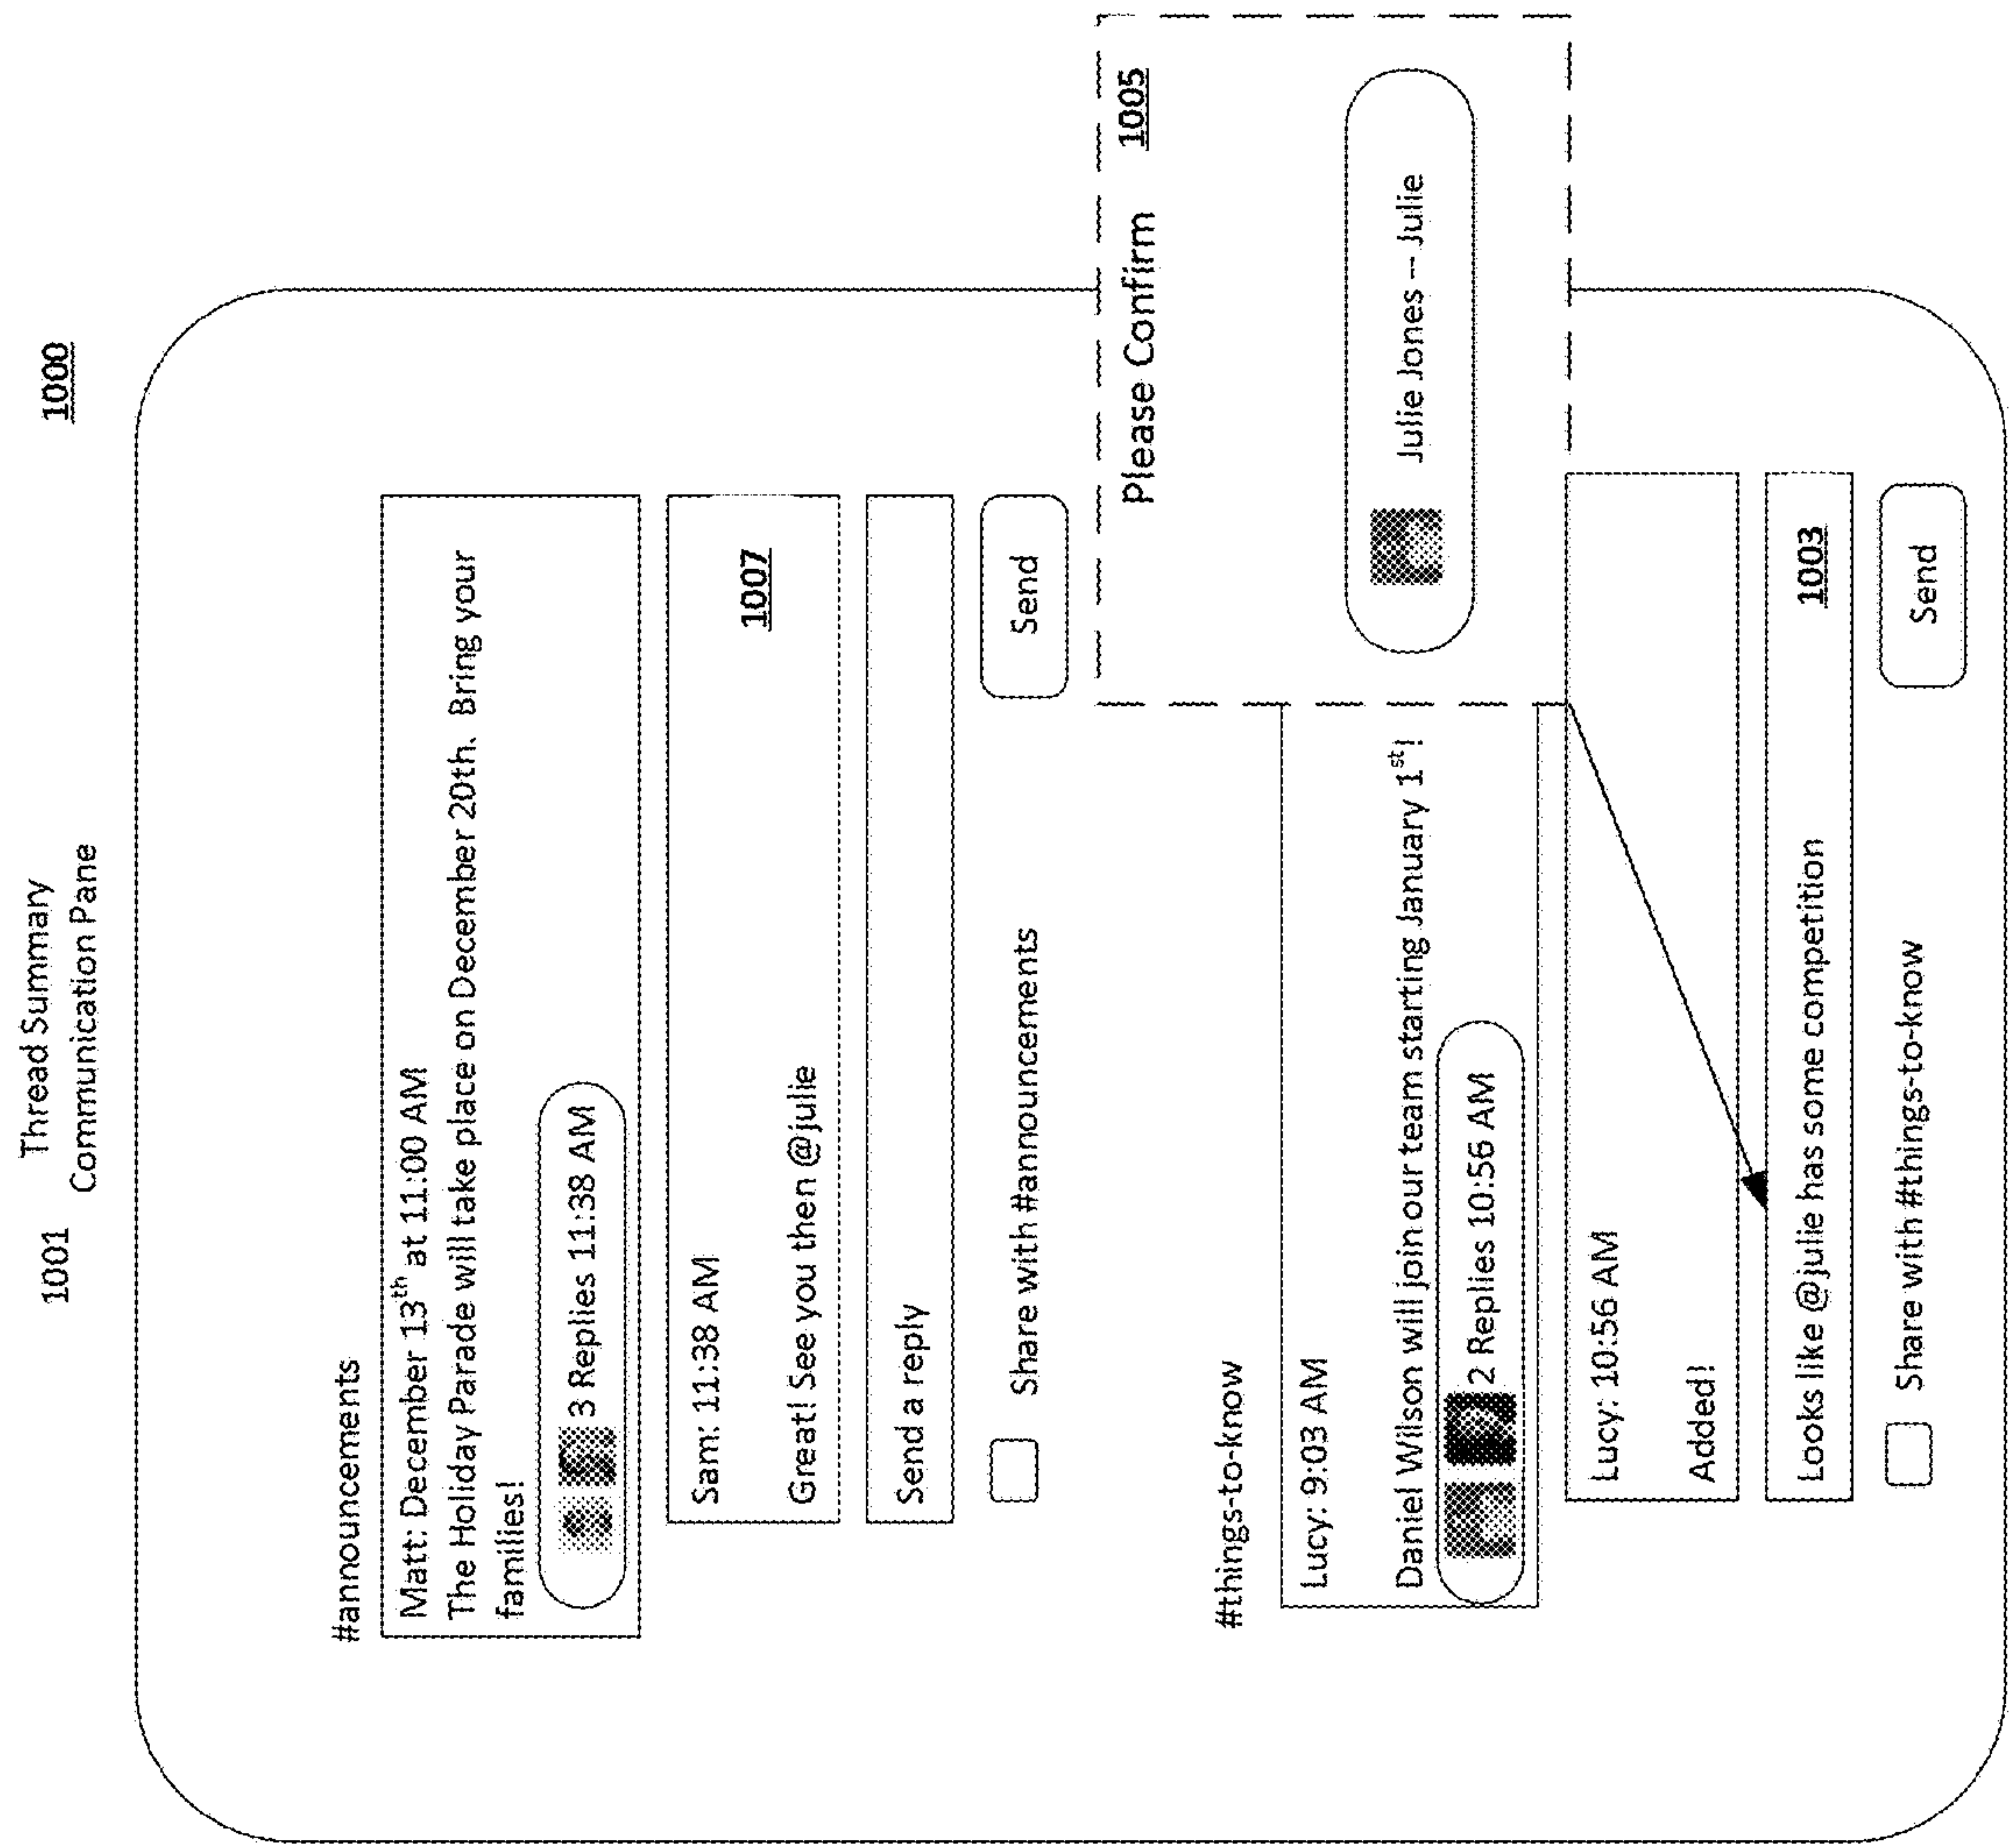 1001 Thread Summary 1000
Communication Pane
#announcements
Matt: December 13th at 11:00 AM
The Holiday Parade will take place on December 20th. Bring your
families!
3 Replies 11:38 AM
Sam: 11:38 AM
1007
Great! See you then @julie
Send a reply
Share with #announcements
Send
Please Confirm 1005
Julie Jones -- Julie
#things-to-know
Lucy: 9:03 AM
Daniel Wilson will join our team starting January 1st!
2 Replies 10:56 AM
Lucy: 10:56 AM
Added!
Looks like @julie has some competition 1003
Share with #things-to-know
Send